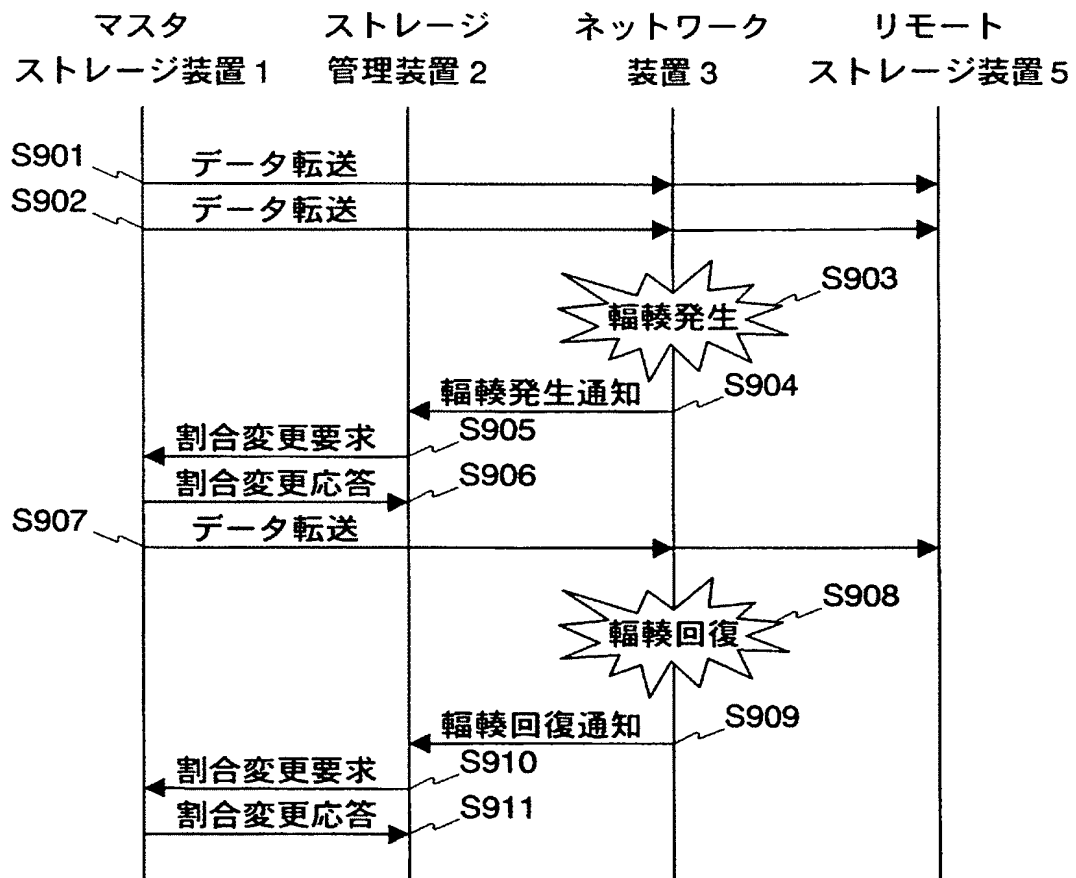 マスタ
ストレージ装置1
ストレージ
管理装置2
ネットワーク
装置3
リモート
ストレージ装置5
S901
データ転送
S902
データ転送
S903
輻輳発生
輻輳発生通知
S904
割合変更要求
S905
割合変更応答
S906
S907
データ転送
S908
輻輳回復
輻輳回復通知
S909
割合変更要求
S910
割合変更応答
S911